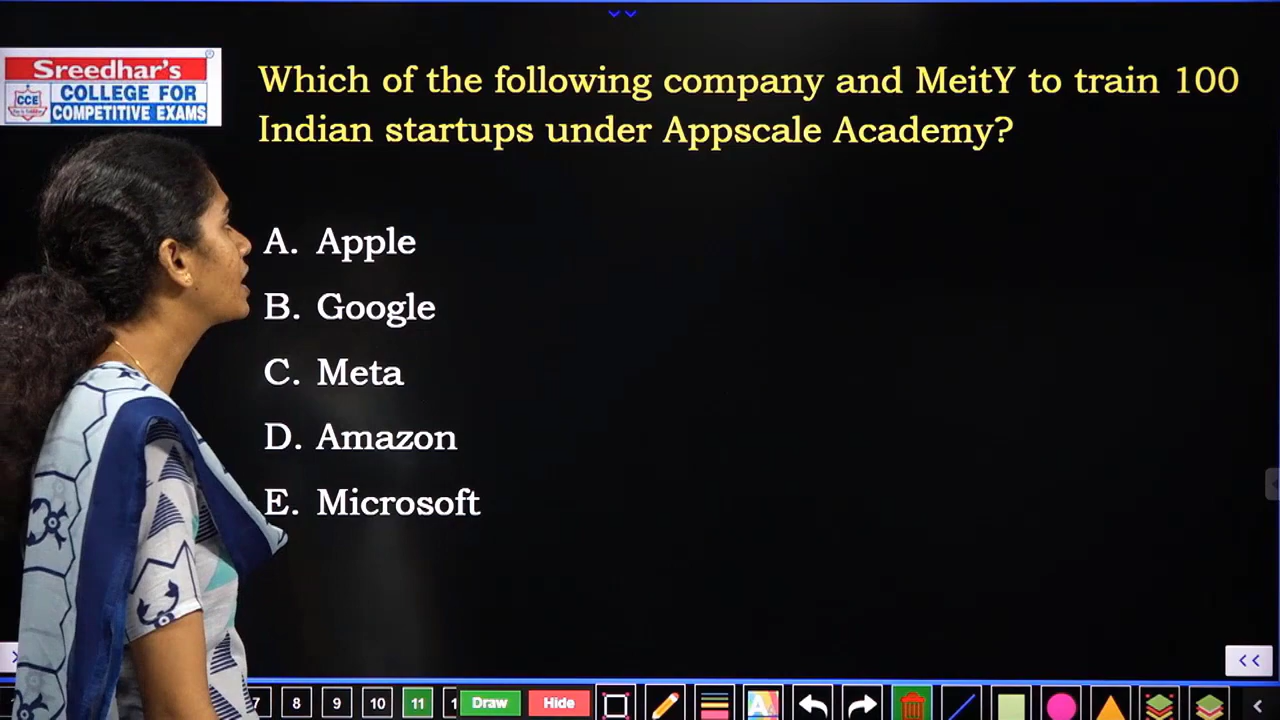 Sreedhar's
CCE
COLLEGE FOR
COMPETITIVE EXAMS
Which of the following company and MeitY to train 100
Indian startups under Appscale Academy?
A. Apple
B. Google
C. Meta
D. Amazon
E. Microsoft
7 8 9 10 11 1 Draw Hide